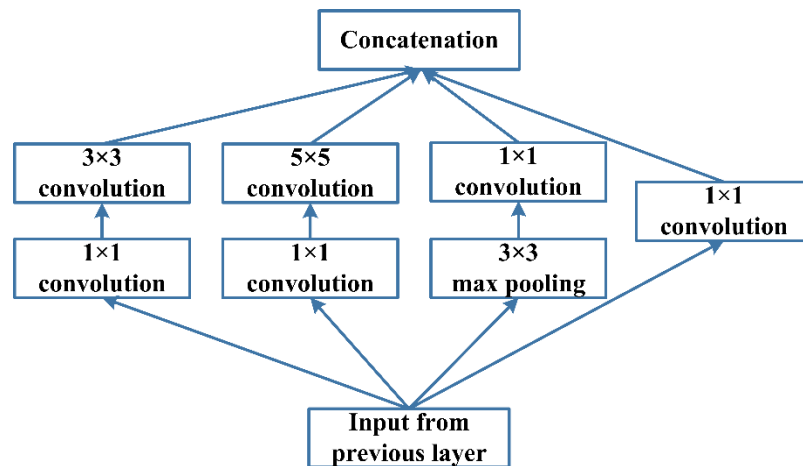 Concatenation
3×3
convolution
5×5
convolution
1×1
convolution
1×1
convolution
1×1
convolution
1×1
convolution
3×3
max pooling
Input from
previous layer